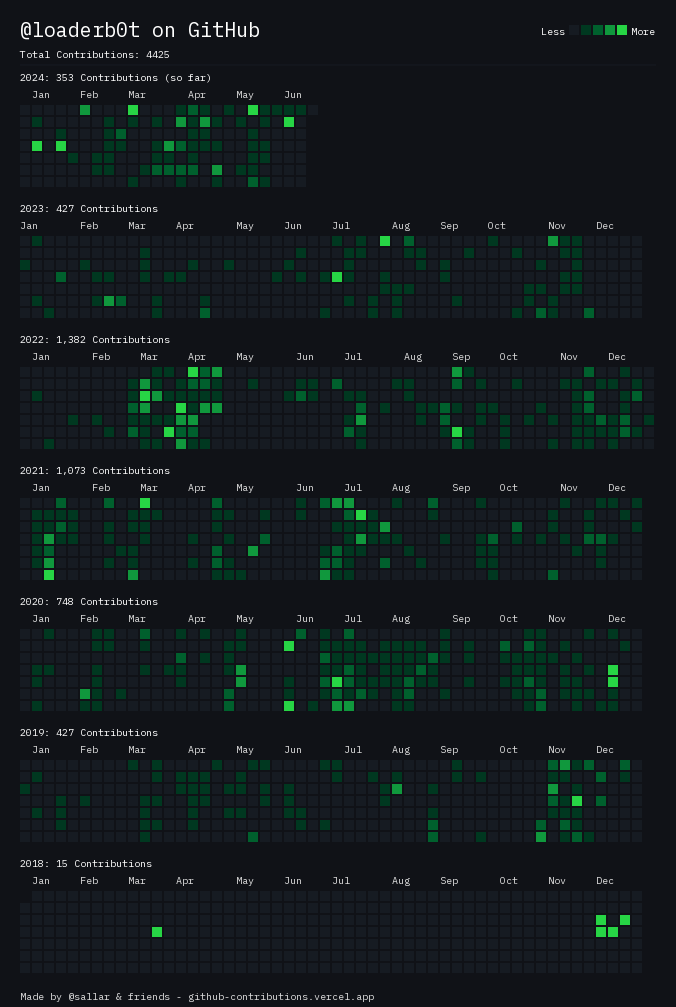 @loaderb0t on GitHub
Less More
Total Contributions: 4425
2024: 353 Contributions (so far)
Jan Feb Mar Apr May Jun
2023: 427 Contributions
Jan Feb Mar Apr May Jun Jul Aug Sep Oct Nov Dec
2022: 1,382 Contributions
Jan Feb Mar Apr May Jun Jul Aug Sep Oct Nov Dec
2021: 1,073 Contributions
Jan Feb Mar Apr May Jun Jul Aug Sep Oct Nov Dec
2020: 748 Contributions
Jan Feb Mar Apr May Jun Jul Aug Sep Oct Nov Dec
2019: 427 Contributions
Jan Feb Mar Apr May Jun Jul Aug Sep Oct Nov Dec
2018: 15 Contributions
Jan Feb Mar Apr May Jun Jul Aug Sep Oct Nov Dec
Made by @sallar & friends - github-contributions.vercel.app